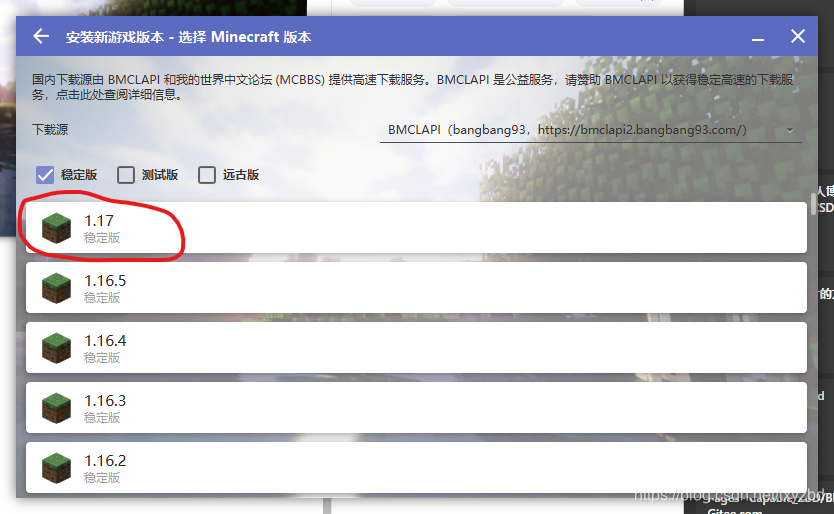 安装新游戏版本 - 选择 Minecraft 版本
国内下载源由 BMCLAPI 和我的世界中文论坛 (MCBBS) 提供高速下载服务。BMCLAPI 是公益服务，请赞助 BMCLAPI 以获得稳定高速的下载服
务，点击此处查阅详细信息。
下载源
BMCLAPI（bangbang93，https://bmclapi2.bangbang93.com/）
稳定版 测试版 远古版
1.17
稳定版
1.16.5
稳定版
1.16.4
稳定版
1.16.3
稳定版
1.16.2
稳定版
人博
SD
的
d
Gitee.com